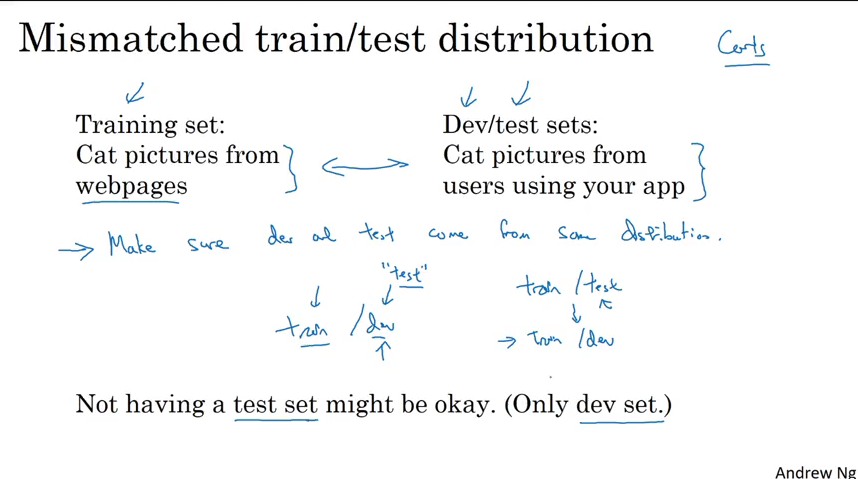 Mismatched train/test distribution
Certs
Training set:
Cat pictures from
webpages
Dev/test sets:
Cat pictures from
users using your app
→ Make sure dev and test come from same distribution.
"test"
train / dev
train / test
→ train / dev
Not having a test set might be okay. (Only dev set.)
Andrew Ng